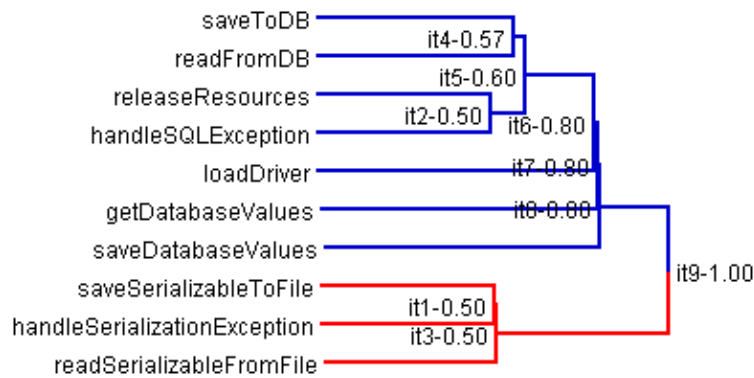 saveToDB
it4-0.57
readFromDB
it5-0.60
releaseResources
it2-0.50
it6-0.80
handleSQLException
loadDriver
it7-0.80
getDatabaseValues
it8-0.80
saveDatabaseValues
it9-1.00
saveSerializableToFile
it1-0.50
handleSerializationException
it3-0.50
readSerializableFromFile